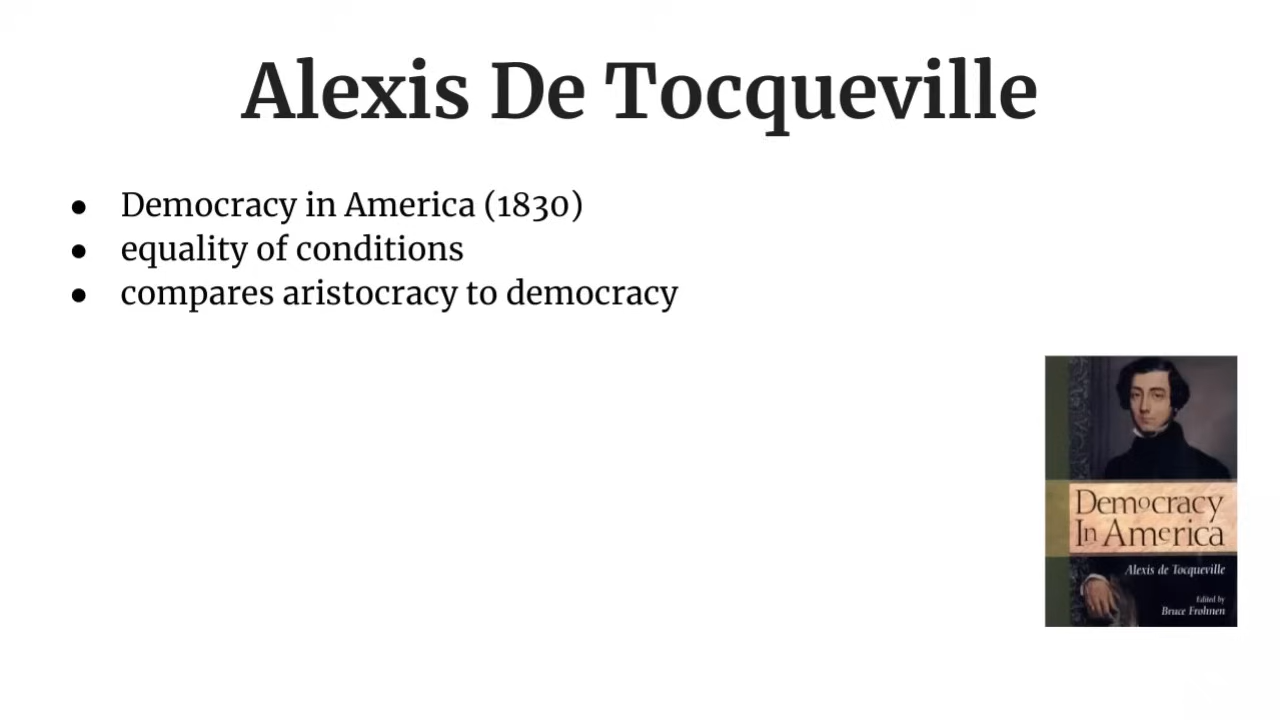 Alexis De Tocqueville
● Democracy in America (1830)
● equality of conditions
● compares aristocracy to democracy
Democracy
In America
Alexis de Tocqueville
Edited by
Bruce Frohnen